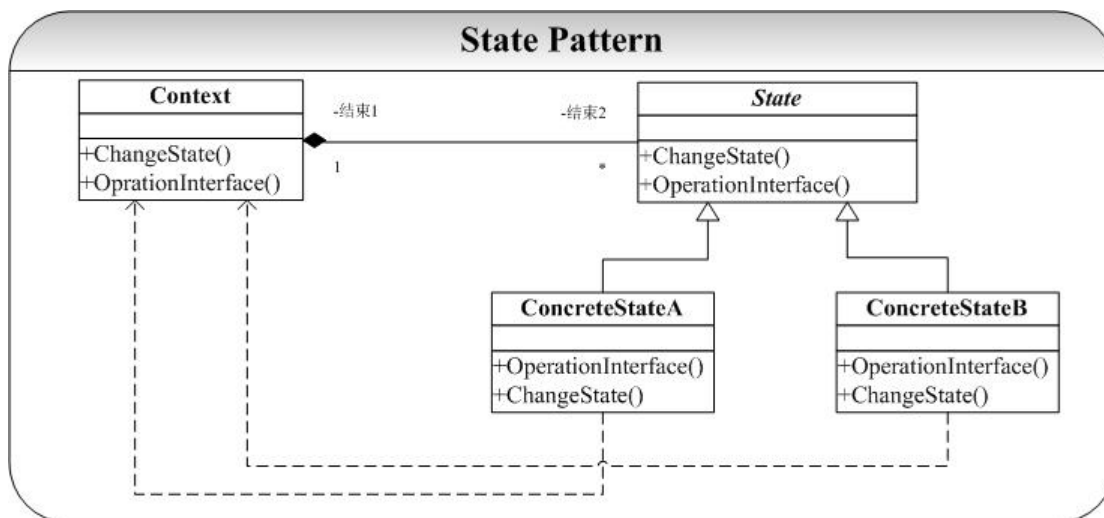 State Pattern
Context
+ChangeState()
+OprationInterface()
-结束1
-结束2
1
*
State
+ChangeState()
+OperationInterface()
ConcreteStateA
+OperationInterface()
+ChangeState()
ConcreteStateB
+OperationInterface()
+ChangeState()